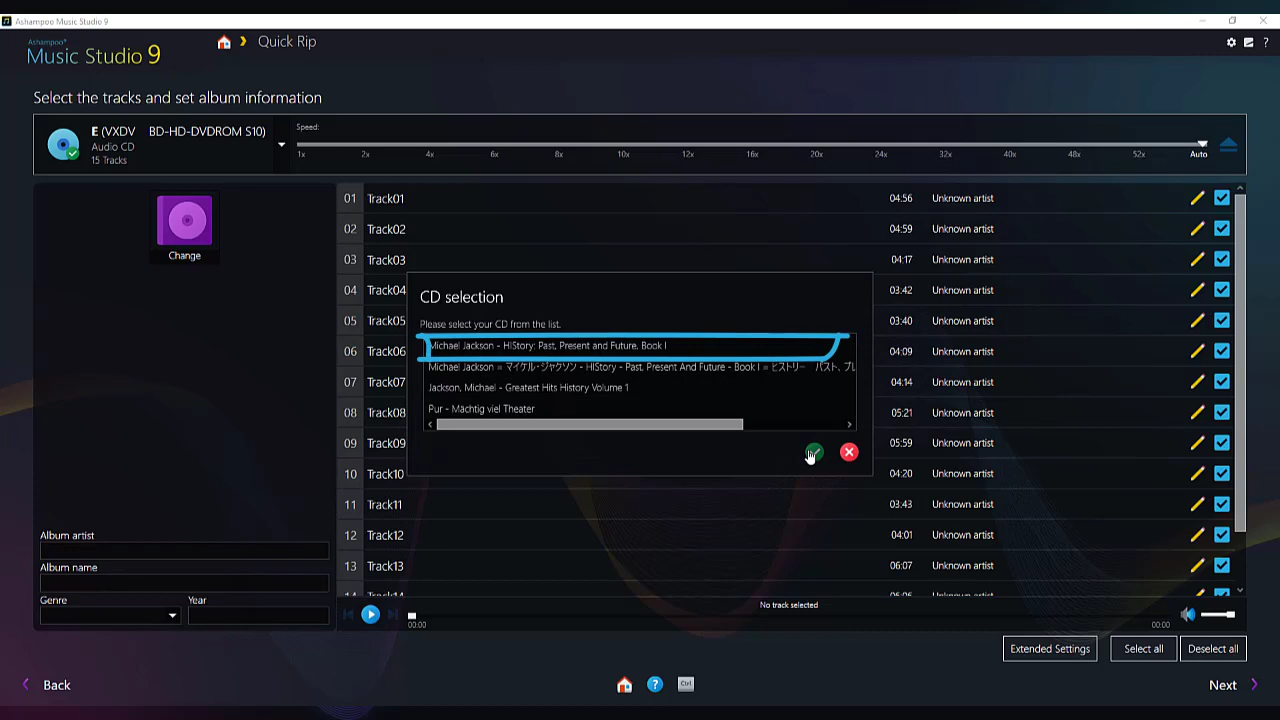 Ashampoo Music Studio 9
Ashampoo®
Music Studio 9
Quick Rip
?
Select the tracks and set album information
E (VXDV BD-HD-DVDROM S10)
Audio CD
15 Tracks
Speed:
1x 2x 4x 6x 8x 10x 12x 16x 20x 24x 32x 40x 48x 52x Auto
Change
01 Track01 04:56 Unknown artist
02 Track02 04:59 Unknown artist
03 Track03 04:17 Unknown artist
04 Track04 03:42 Unknown artist
05 Track05 03:40 Unknown artist
06 Track06 04:09 Unknown artist
07 Track07 04:14 Unknown artist
08 Track08 05:21 Unknown artist
09 Track09 05:59 Unknown artist
10 Track10 04:20 Unknown artist
11 Track11 03:43 Unknown artist
12 Track12 04:01 Unknown artist
13 Track13 06:07 Unknown artist
CD selection
Please select your CD from the list.
Michael Jackson - HIStory: Past, Present and Future, Book I
Michael Jackson = マイケル・ジャクソン - HIStory - Past, Present And Future - Book I = ヒストリー パスト、プレ
Jackson, Michael - Greatest Hits History Volume 1
Pur - Mächtig viel Theater
Album artist
Album name
Genre
Year
No track selected
00:00
00:00
Extended Settings
Select all
Deselect all
Back
?
Ctrl
Next